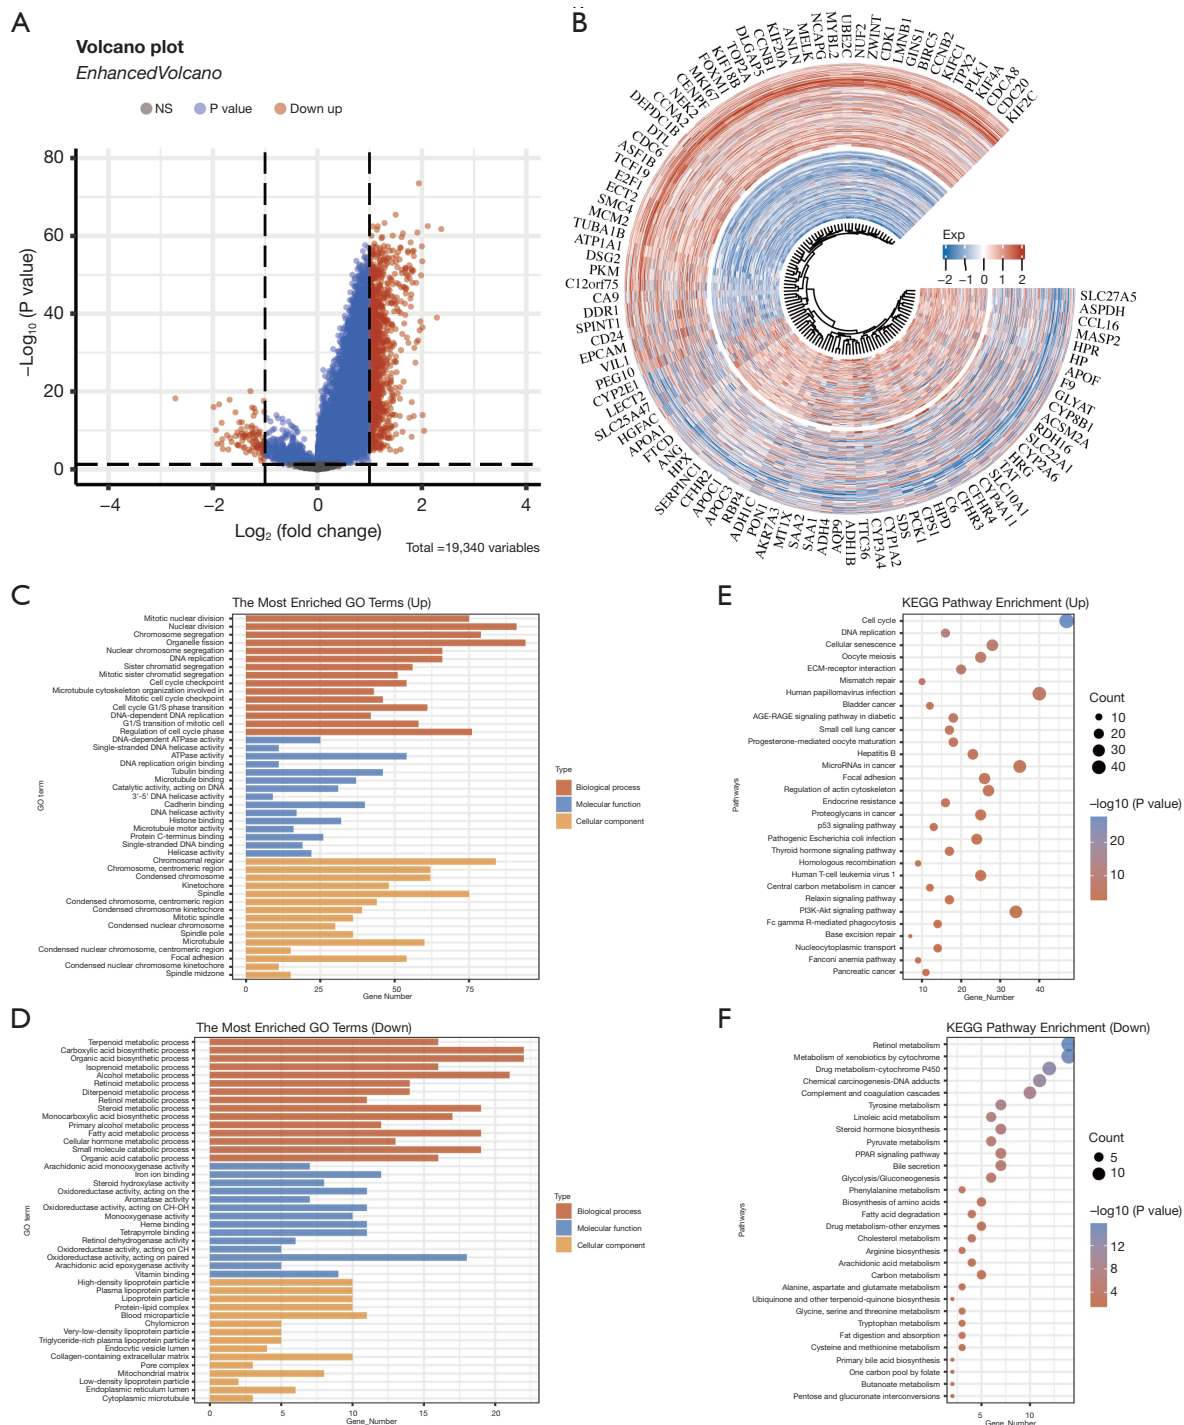 A
Volcano plot
EnhancedVolcano
NS
P value
Down up
80
60
40
20
0
–Log10 (P value)
−4
−2
0
2
4
Log2 (fold change)
Total =19,340 variables
B
DEPDC1B
CCNA2
NEK2
CENPF
MKI67
FOXM1
KIF18B
TOP2A
DLGAP5
CCNB1
KIF20A
ANLN
MELK
NCAPG
MYBL2
UBE2C
NUF2
ZWINT
CDK1
LMNB1
GINS1
BIRC5
CCNB2
KIFC1
TPX2
PLK1
KIF4A
CDCA8
CDC20
KIF2C
DTL
CDC6
ASF1B
TCF19
E2F1
ECT2
SMC4
MCM2
TUBA1B
ATP1A1
DSG2
PKM
C12orf75
CA9
DDR1
SPINT1
CD24
EPCAM
VIL1
PEG10
CYP2E1
LECT2
SLC25A47
HGFAC
APOA1
FTCD
ANG
HPX
SERPINC1
CFHR2
APOC1
APOC3
RBP4
ADH1C
PON1
AKR7A3
MT1X
SAA2
SAA1
ADH4
AQP9
ADH1B
TTC36
CYP3A4
CYP1A2
SDS
PCK1
CPS1
HPD
C6
CFHR3
CFHR4
CYP4A11
SLC10A1
TAT
HRG
CYP2A6
SLC22A1
RDH16
ACSM2A
CYP8B1
GLYAT
F9
APOF
HP
HPR
MASP2
CCL16
ASPDH
SLC27A5
Exp
−2 −1 0 1 2
C
The Most Enriched GO Terms (Up)
Mitotic nuclear division
Nuclear division
Chromosome segregation
Organelle fission
Nuclear chromosome segregation
DNA replication
Sister chromatid segregation
Mitotic sister chromatid segregation
Cell cycle checkpoint
Microtubule cytoskeleton organization involved in
Mitotic cell cycle checkpoint
Cell cycle G1/S phase transition
DNA-dependent DNA replication
G1/S transition of mitotic cell
Regulation of cell cycle phase
DNA-dependent ATPase activity
Single-stranded DNA helicase activity
ATPase activity
DNA replication origin binding
Tubulin binding
Microtubule binding
Catalytic activity, acting on DNA
3'-5' DNA helicase activity
Cadherin binding
DNA helicase activity
Histone binding
Microtubule motor activity
Protein C-terminus binding
Single-stranded DNA binding
Helicase activity
Chromosomal region
Chromosome, centromeric region
Condensed chromosome
Kinetochore
Spindle
Condensed chromosome, centromeric region
Condensed chromosome kinetochore
Mitotic spindle
Condensed nuclear chromosome
Spindle pole
Microtubule
Condensed nuclear chromosome, centromeric region
Focal adhesion
Condensed nuclear chromosome kinetochore
Spindle midzone
GO term
0 25 50 75
Gene Number
Type
Biological process
Molecular function
Cellular component
D
The Most Enriched GO Terms (Down)
Terpenoid metabolic process
Carboxylic acid biosynthetic process
Organic acid biosynthetic process
Isoprenoid metabolic process
Alcohol metabolic process
Retinoid metabolic process
Diterpenoid metabolic process
Retinol metabolic process
Steroid metabolic process
Monocarboxylic acid biosynthetic process
Primary alcohol metabolic process
Fatty acid metabolic process
Cellular hormone metabolic process
Small molecule catabolic process
Organic acid catabolic process
Arachidonic acid monooxygenase activity
Iron ion binding
Steroid hydroxylase activity
Oxidoreductase activity, acting on the
Aromatase activity
Oxidoreductase activity, acting on CH-OH
Monooxygenase activity
Heme binding
Tetrapyrrole binding
Retinol dehydrogenase activity
Oxidoreductase activity, acting on CH
Oxidoreductase activity, acting on paired
Arachidonic acid epoxygenase activity
Vitamin binding
High-density lipoprotein particle
Plasma lipoprotein particle
Lipoprotein particle
Protein-lipid complex
Blood microparticle
Chylomicron
Very-low-density lipoprotein particle
Triglyceride-rich plasma lipoprotein particle
Endocvtic vesicle lumen
Collagen-containing extracellular matrix
Pore complex
Mitochondrial matrix
Low-density lipoprotein particle
Endoplasmic reticulum lumen
Cytoplasmic microtubule
GO term
0 5 10 15 20
Gene_Number
Type
Biological process
Molecular function
Cellular component
E
KEGG Pathway Enrichment (Up)
Cell cycle
DNA replication
Cellular senescence
Oocyte meiosis
ECM-receptor interaction
Mismatch repair
Human papillomavirus infection
Bladder cancer
AGE-RAGE signaling pathway in diabetic
Small cell lung cancer
Progesterone-mediated oocyte maturation
Hepatitis B
MicroRNAs in cancer
Focal adhesion
Regulation of actin cytoskeleton
Endocrine resistance
Proteoglycans in cancer
p53 signaling pathway
Pathogenic Escherichia coli infection
Thyroid hormone signaling pathway
Homologous recombination
Human T-cell leukemia virus 1
Central carbon metabolism in cancer
Relaxin signaling pathway
PI3K-Akt signaling pathway
Fc gamma R-mediated phagocytosis
Base excision repair
Nucleocytoplasmic transport
Fanconi anemia pathway
Pancreatic cancer
Pathways
10 20 30 40
Gene_Number
Count
10
20
30
40
–log10 (P value)
20
10
F
KEGG Pathway Enrichment (Down)
Retinol metabolism
Metabolism of xenobiotics by cytochrome
Drug metabolism-cytochrome P450
Chemical carcinogenesis-DNA adducts
Complement and coagulation cascades
Tyrosine metabolism
Linoleic acid metabolism
Steroid hormone biosynthesis
Pyruvate metabolism
PPAR signaling pathway
Bile secretion
Glycolysis/Gluconeogenesis
Phenylalanine metabolism
Biosynthesis of amino acids
Fatty acid degradation
Drug metabolism-other enzymes
Cholesterol metabolism
Arginine biosynthesis
Arachidonic acid metabolism
Carbon metabolism
Alanine, aspartate and glutamate metabolism
Ubiquinone and other terpenoid-quinone biosynthesis
Glycine, serine and threonine metabolism
Tryptophan metabolism
Fat digestion and absorption
Cysteine and methionine metabolism
Primary bile acid biosynthesis
One carbon pool by folate
Butanoate metabolism
Pentose and glucuronate interconversions
Pathways
5 10
Gene_Number
Count
5
10
–log10 (P value)
12
8
4